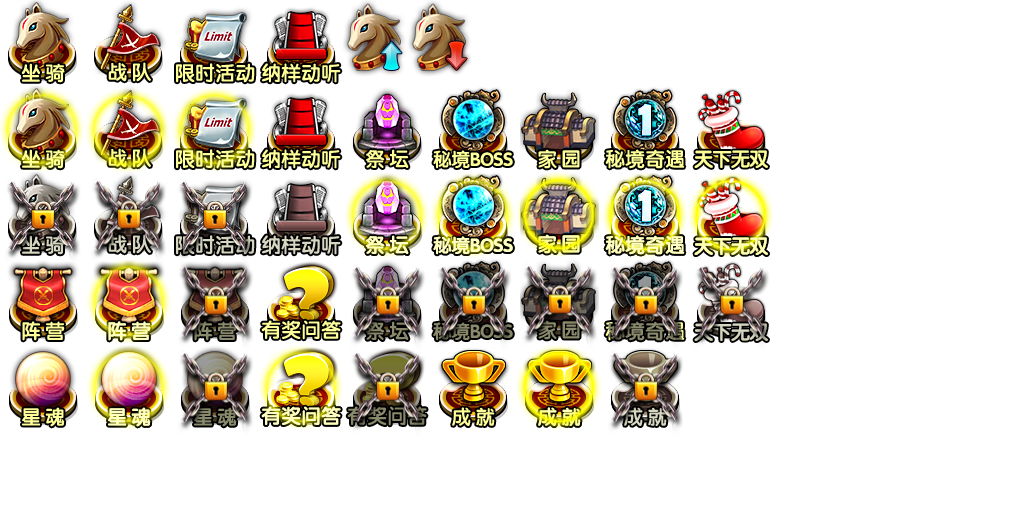 Limit
坐骑 战队 限时活动 纳样动听
Limit 1
坐骑 战队 限时活动 纳样动听 祭坛 秘境BOSS 家园 秘境奇遇 天下无双
1
坐骑 战队 限时活动 纳样动听 祭坛 秘境BOSS 家园 秘境奇遇 天下无双
1
阵营 阵营 阵营 有奖问答 祭坛 秘境BOSS 家园 秘境奇遇 天下无双
星魂 星魂 星魂 有奖问答 有奖问答 成就 成就 成就